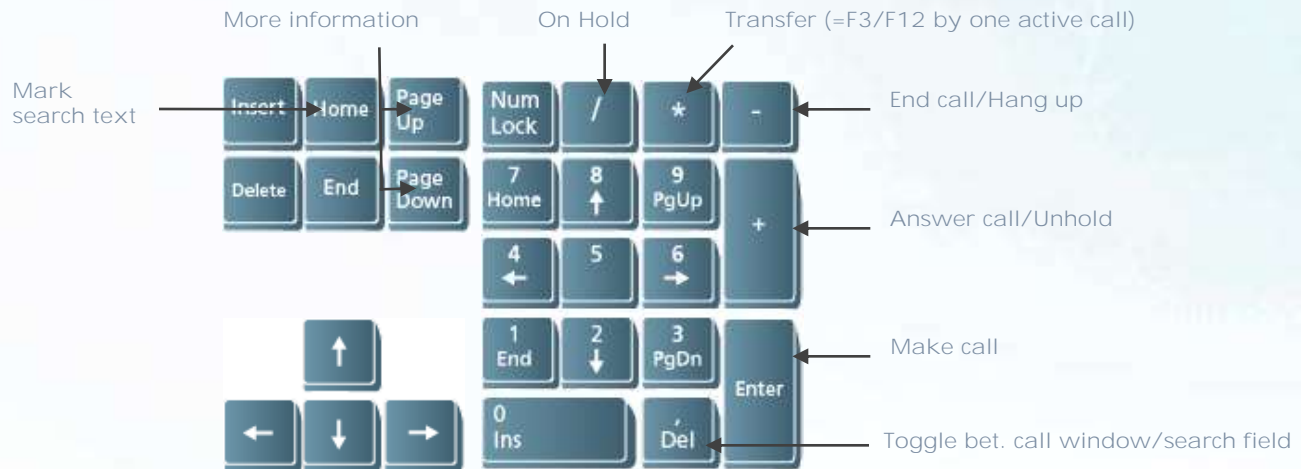 More information On Hold Transfer (=F3/F12 by one active call)
Mark
search text
Insert Home Page Up Num Lock / * -
End call/Hang up
Delete End Page Down 7 Home 8 ↑ 9 PgUp +
Answer call/Unhold
4 ← 5 6 →
↑ 1 End 2 ↓ 3 PgDn Enter
Make call
← ↓ → 0 Ins , Del
Toggle bet. call window/search field